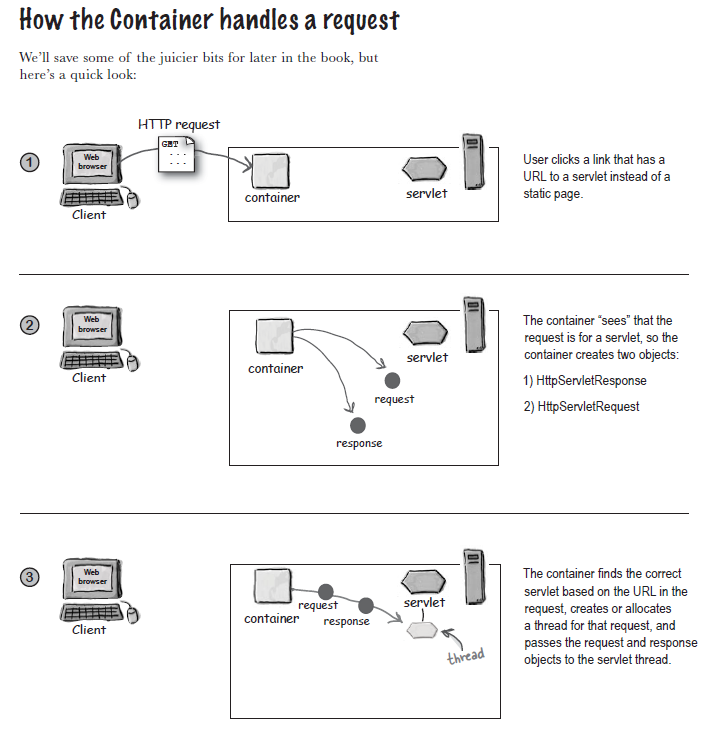 How the Container handles a request
We'll save some of the juicier bits for later in the book, but
here's a quick look:
HTTP request
1
Web
browser
GET
...
...
container
servlet
Client
User clicks a link that has a
URL to a servlet instead of a
static page.
2
Web
browser
container
servlet
Client
request
response
The container "sees" that the
request is for a servlet, so the
container creates two objects:
1) HttpServletResponse
2) HttpServletRequest
3
Web
browser
Client
container
request
response
servlet
thread
The container finds the correct
servlet based on the URL in the
request, creates or allocates
a thread for that request, and
passes the request and response
objects to the servlet thread.